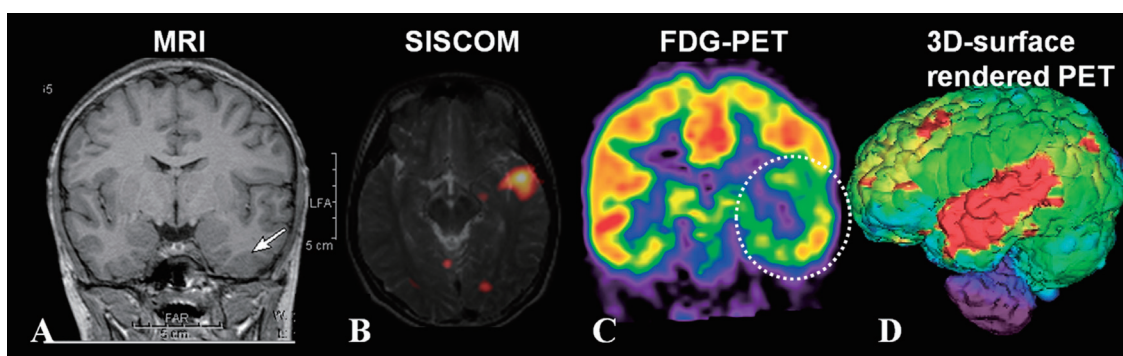 MRI
SISCOM
FDG-PET
3D-surface
rendered PET
LFA
5 cm
FAR
5 cm
A
B
C
D